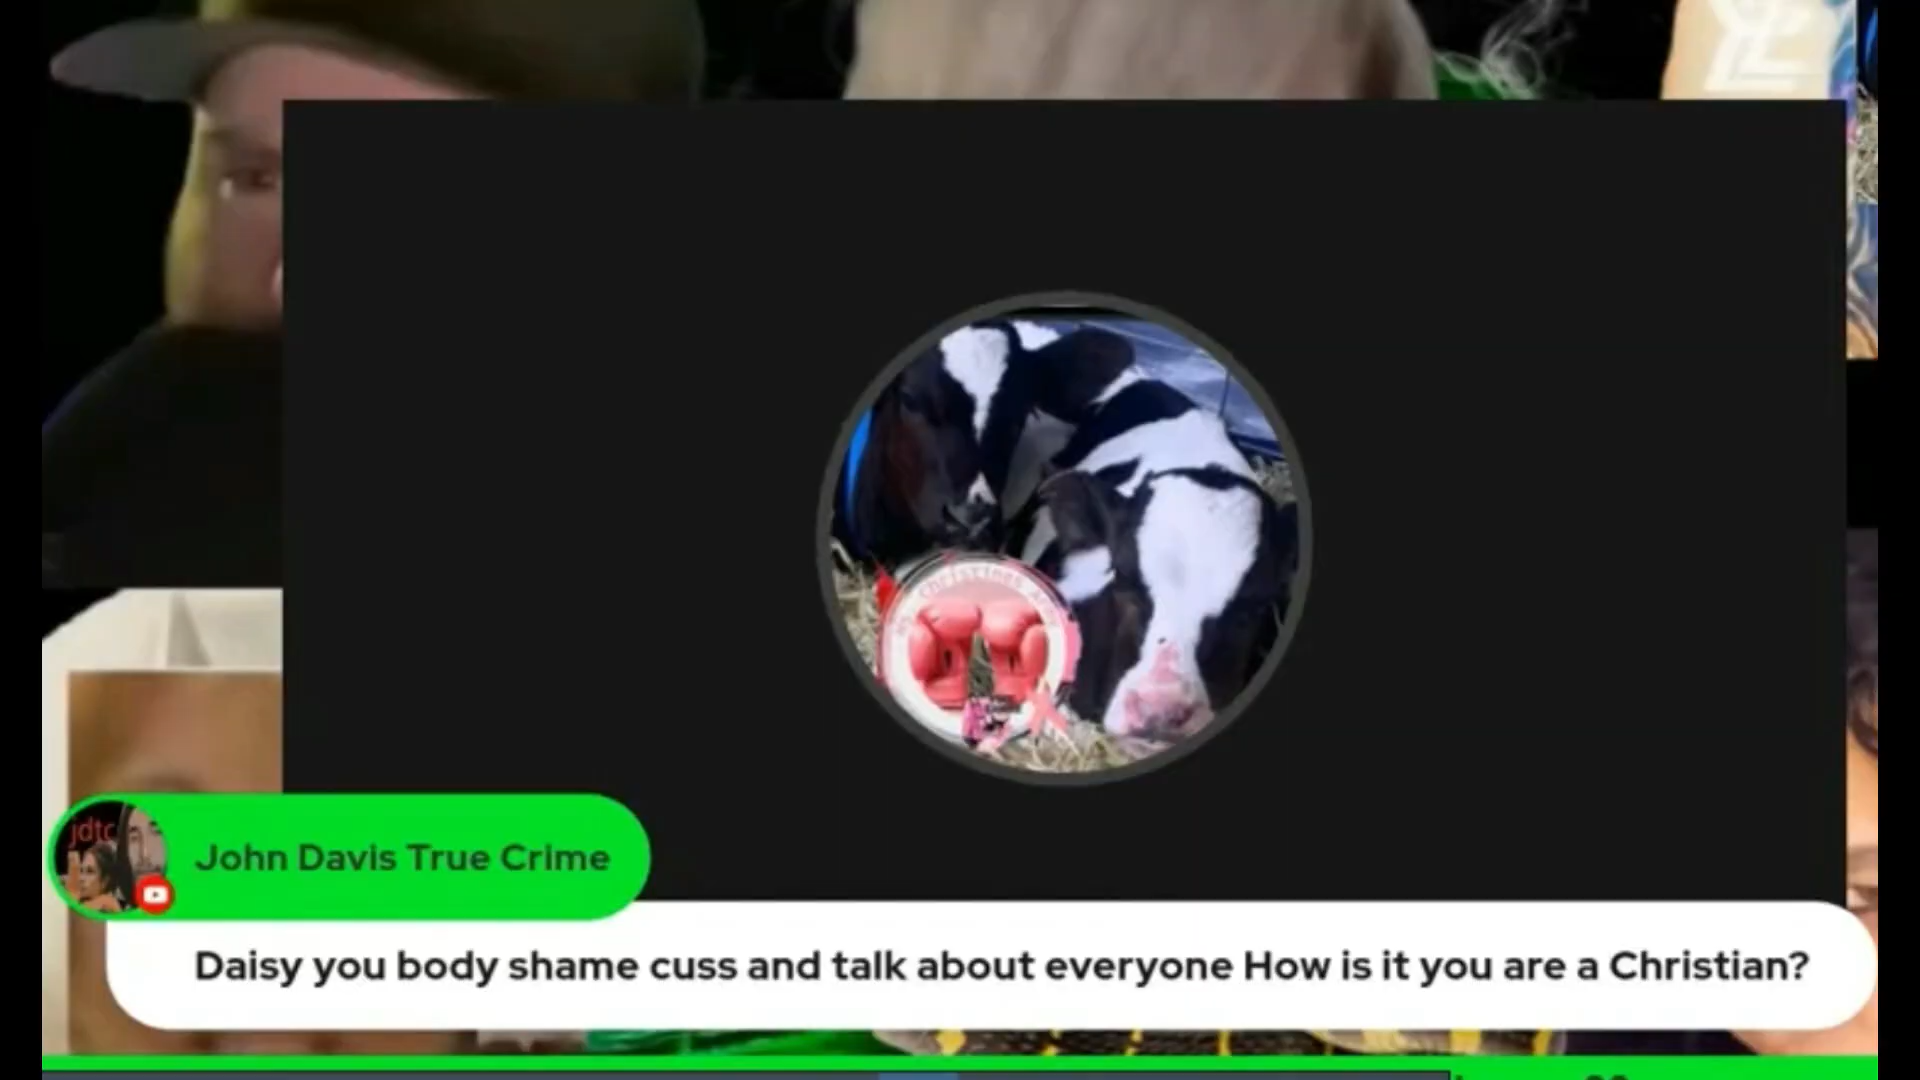 jdtc
John Davis True Crime
Daisy you body shame cuss and talk about everyone How is it you are a Christian?